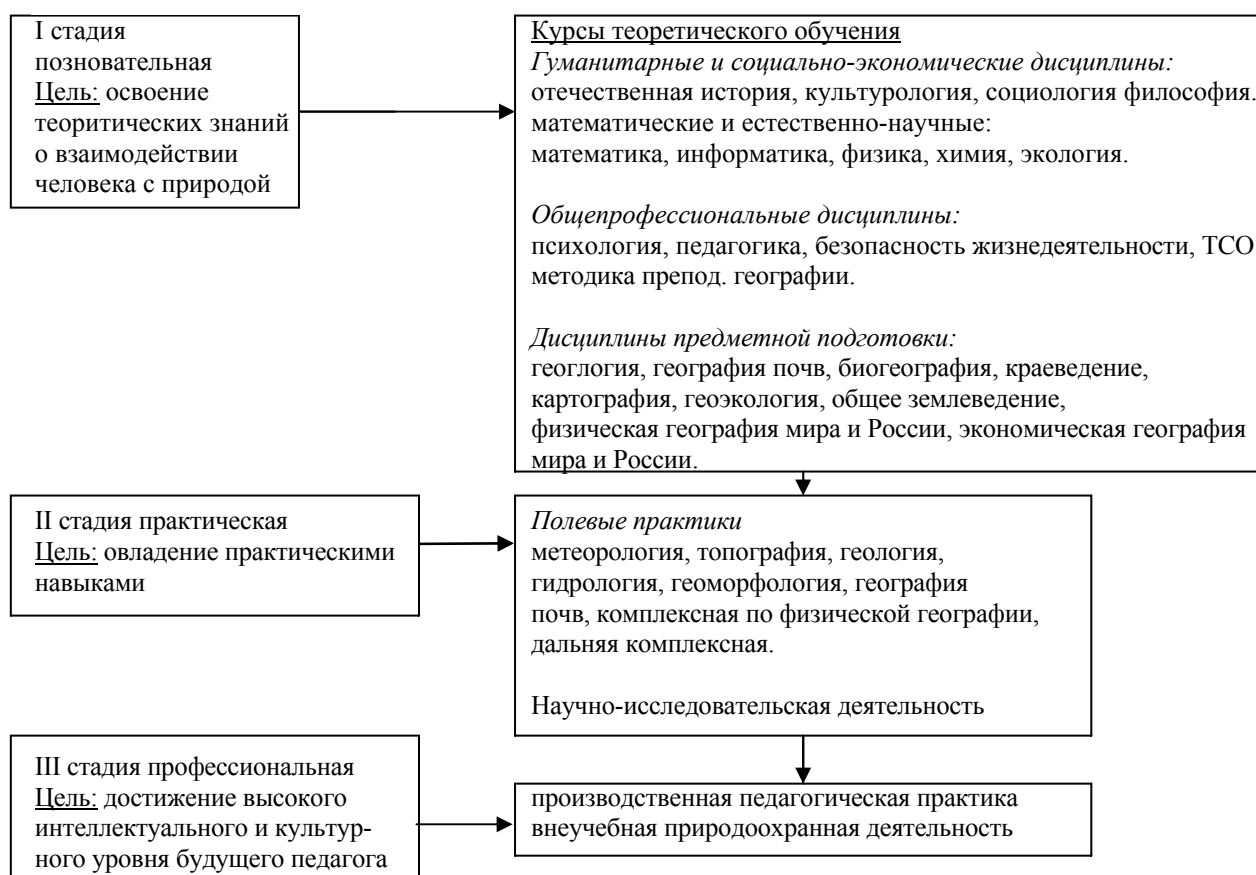 I стадия
позновательная
Цель: освоение
теоритических знаний
о взаимодействии
человека с природой
Курсы теоретического обучения
Гуманитарные и социально-экономические дисциплины:
отечественная история, культурология, социология философия.
математические и естественно-научные:
математика, информатика, физика, химия, экология.
Общепрофессиональные дисциплины:
психология, педагогика, безопасность жизнедеятельности, ТСО
методика препод. географии.
Дисциплины предметной подготовки:
геоглогия, география почв, биогеография, краеведение,
картография, геоэкология, общее землеведение,
физическая география мира и России, экономическая география
мира и России.
II стадия практическая
Цель: овладение практическими
навыками
Полевые практики
метеорология, топография, геология,
гидрология, геоморфология, география
почв, комплексная по физической географии,
дальняя комплексная.
Научно-исследовательская деятельность
III стадия профессиональная
Цель: достижение высокого
интеллектуального и культур-
ного уровня будущего педагога
производственная педагогическая практика
внеучебная природоохранная деятельность